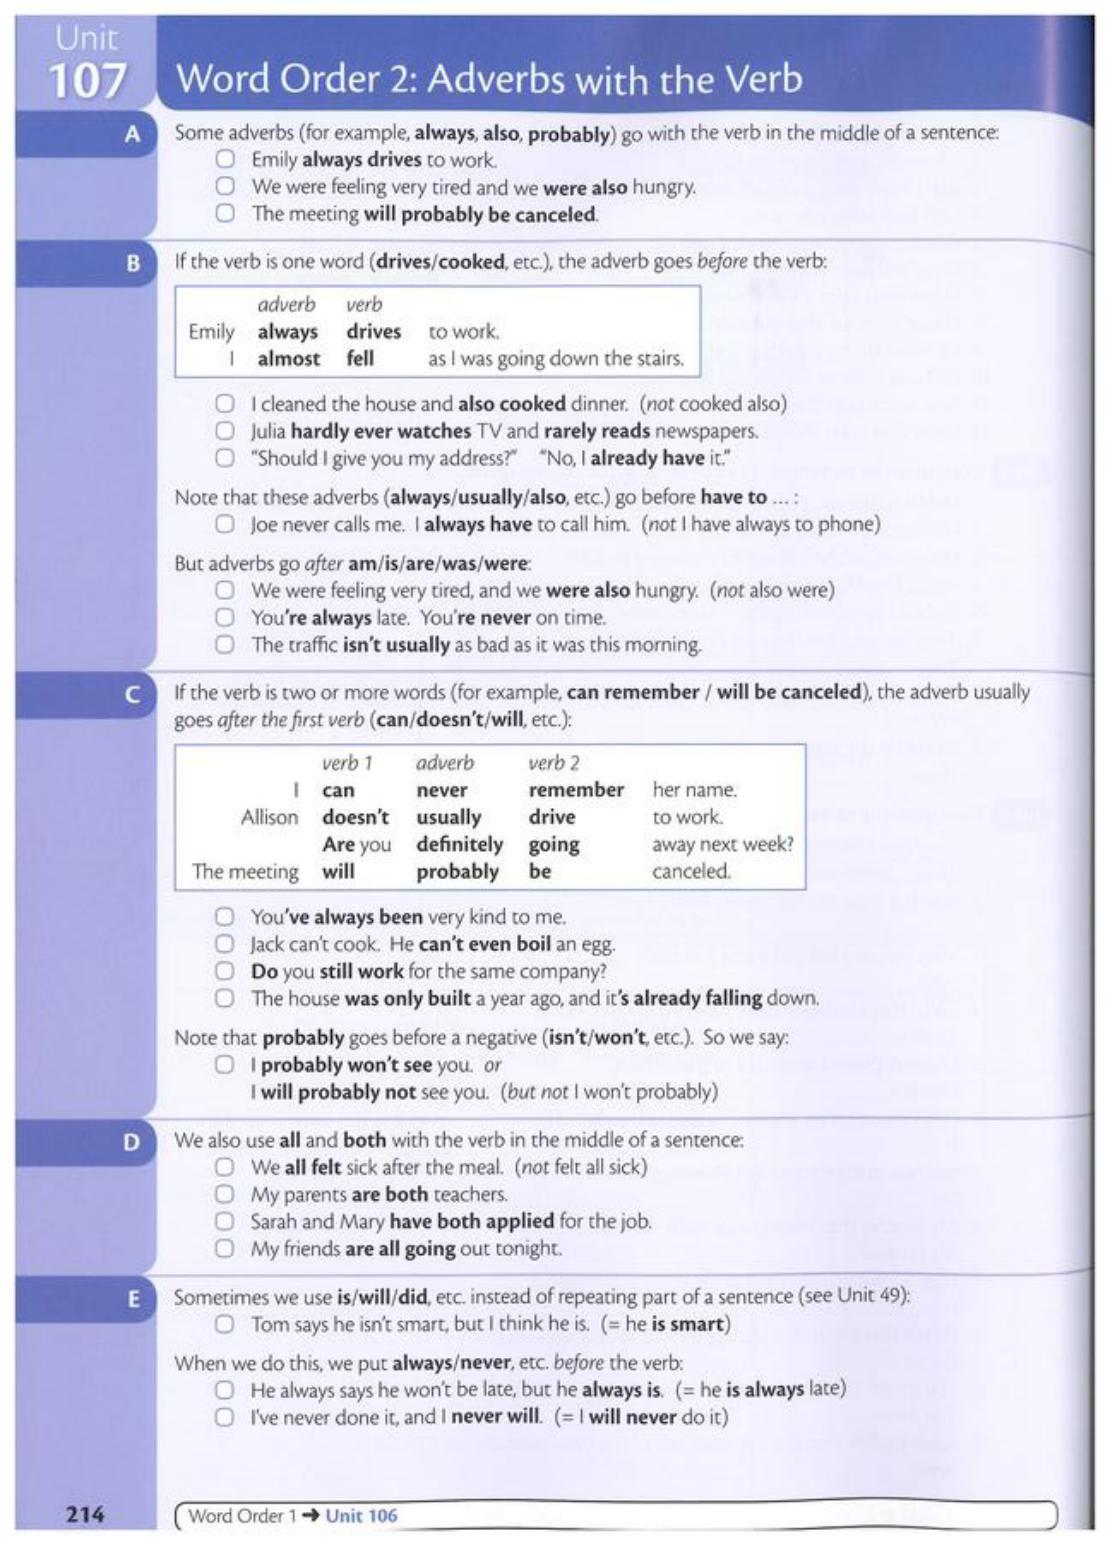 Unit
107
Word Order 2: Adverbs with the Verb
A
Some adverbs (for example, always, also, probably) go with the verb in the middle of a sentence:
Emily always drives to work.
We were feeling very tired and we were also hungry.
The meeting will probably be canceled.
B
If the verb is one word (drives/cooked, etc.), the adverb goes before the verb:
adverb verb
Emily always drives to work.
I almost fell as I was going down the stairs.
I cleaned the house and also cooked dinner. (not cooked also)
Julia hardly ever watches TV and rarely reads newspapers.
"Should I give you my address?" "No, I already have it."
Note that these adverbs (always/usually/also, etc.) go before have to ... :
Joe never calls me. I always have to call him. (not I have always to phone)
But adverbs go after am/is/are/was/were:
We were feeling very tired, and we were also hungry. (not also were)
You're always late. You're never on time.
The traffic isn't usually as bad as it was this morning.
C
If the verb is two or more words (for example, can remember / will be canceled), the adverb usually
goes after the first verb (can/doesn't/will, etc.):
verb 1 adverb verb 2
I can never remember her name.
Allison doesn't usually drive to work.
Are you definitely going away next week?
The meeting will probably be canceled.
You've always been very kind to me.
Jack can't cook. He can't even boil an egg.
Do you still work for the same company?
The house was only built a year ago, and it's already falling down.
Note that probably goes before a negative (isn't/won't, etc.). So we say:
I probably won't see you. or
I will probably not see you. (but not I won't probably)
D
We also use all and both with the verb in the middle of a sentence:
We all felt sick after the meal. (not felt all sick)
My parents are both teachers.
Sarah and Mary have both applied for the job.
My friends are all going out tonight.
E
Sometimes we use is/will/did, etc. instead of repeating part of a sentence (see Unit 49):
Tom says he isn't smart, but I think he is. (= he is smart)
When we do this, we put always/never, etc. before the verb:
He always says he won't be late, but he always is. (= he is always late)
I've never done it, and I never will. (= I will never do it)
214
Word Order 1 ➜ Unit 106